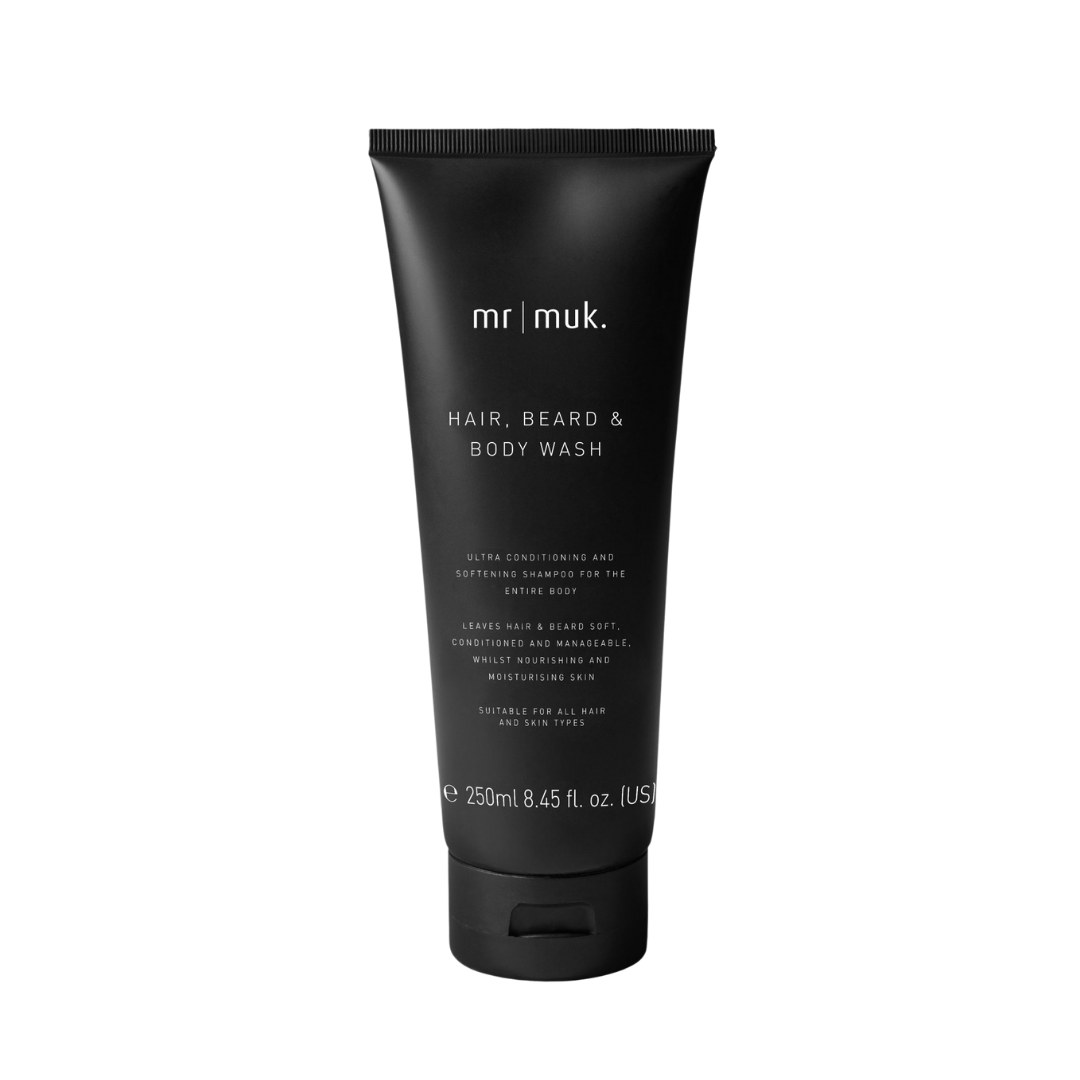 mr|muk.
HAIR, BEARD &
BODY WASH
ULTRA CONDITIONING AND
SOFTENING SHAMPOO FOR THE
ENTIRE BODY
LEAVES HAIR & BEARD SOFT,
CONDITIONED AND MANAGEABLE,
WHILST NOURISHING AND
MOISTURISING SKIN
SUITABLE FOR ALL HAIR
AND SKIN TYPES
℮ 250ml 8.45 fl. oz. (US)